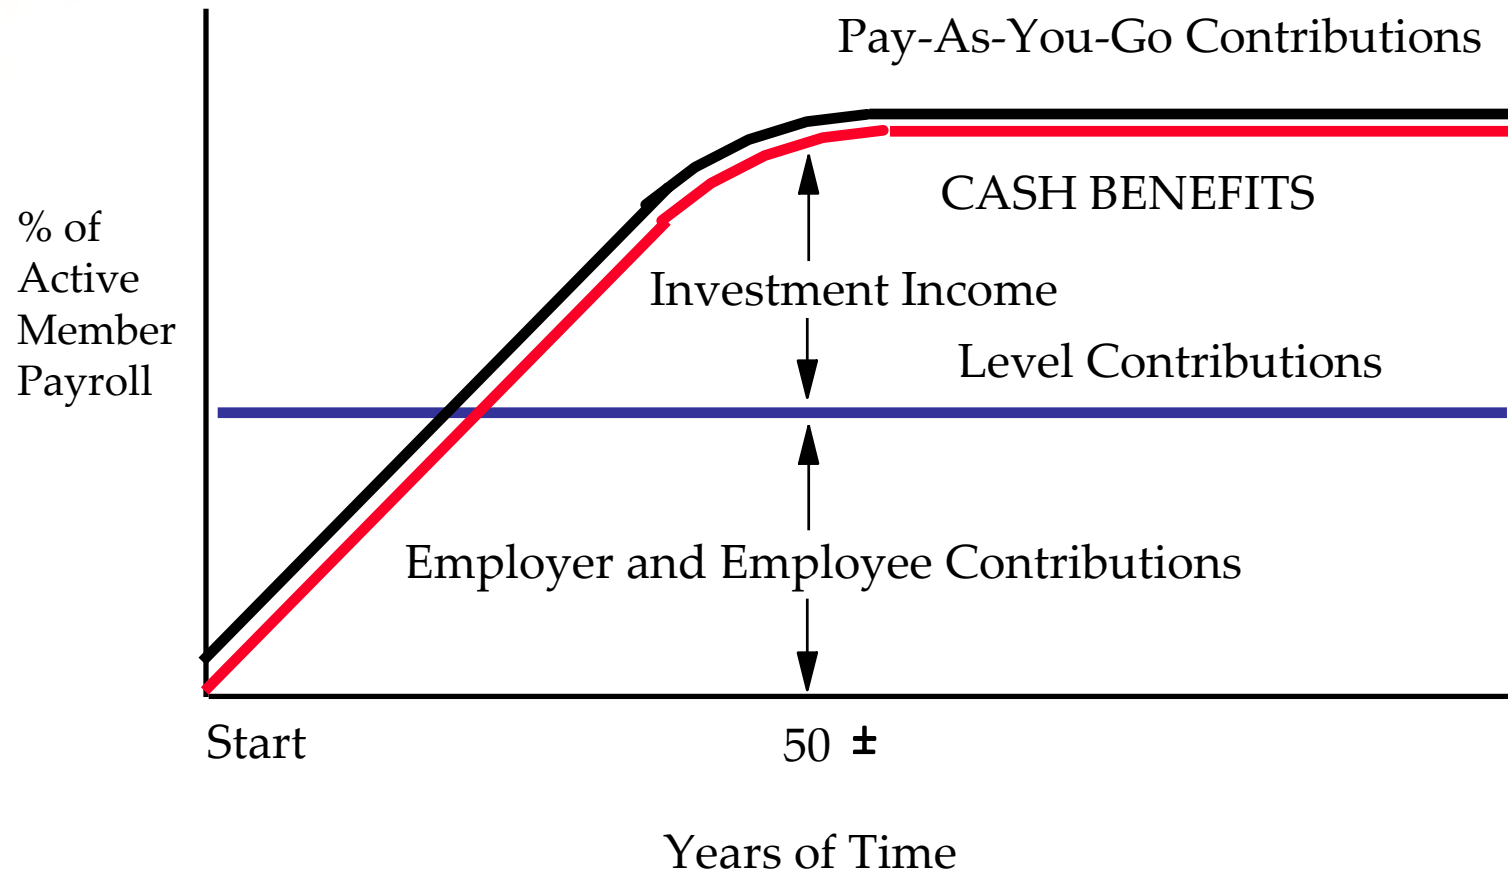 Pay-As-You-Go Contributions
CASH BENEFITS
% of
Active
Member
Payroll
Investment Income
Level Contributions
Employer and Employee Contributions
Start
50 ±
Years of Time